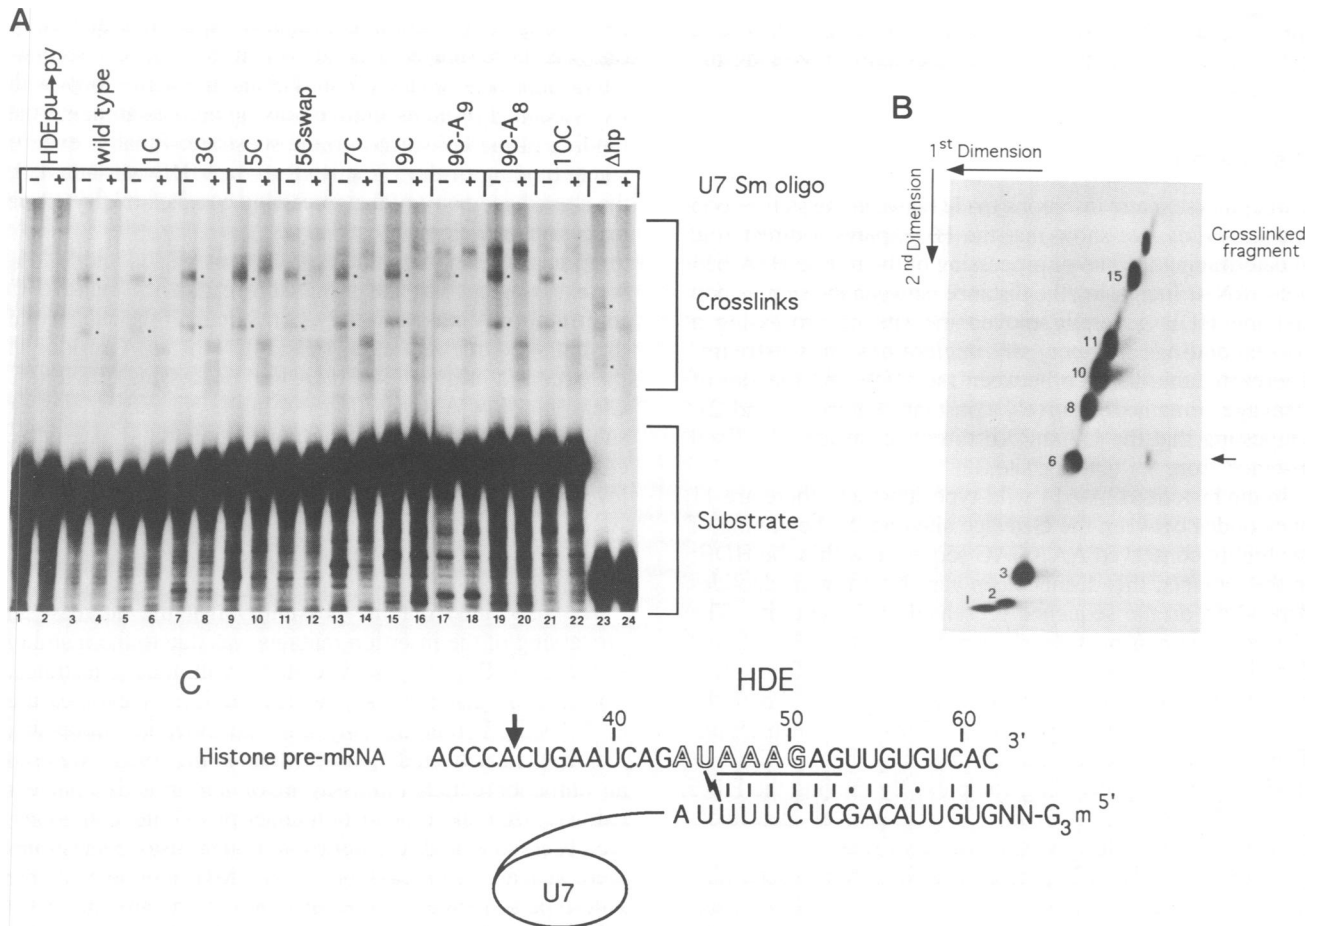 A
HDEpu→py
wild type
1C
3C
5C
5Cswap
7C
9C
9C-A9
9C-A8
10C
Δhp
- + - + - + - + - + - + - + - + - + - + - + - +
U7 Sm oligo
Crosslinks
Substrate
1 2 3 4 5 6 7 8 9 10 11 12 13 14 15 16 17 18 19 20 21 22 23 24
B
1st Dimension
2nd Dimension
Crosslinked
fragment
15
11
10
8
6
3
2
1
C
HDE
40 50 60
Histone pre-mRNA ACCCACUGAAUCAGAUAAAGAGUUGUGUCAC 3'
AUUUUCUCGACAUUGUGNN-G3m 5'
U7